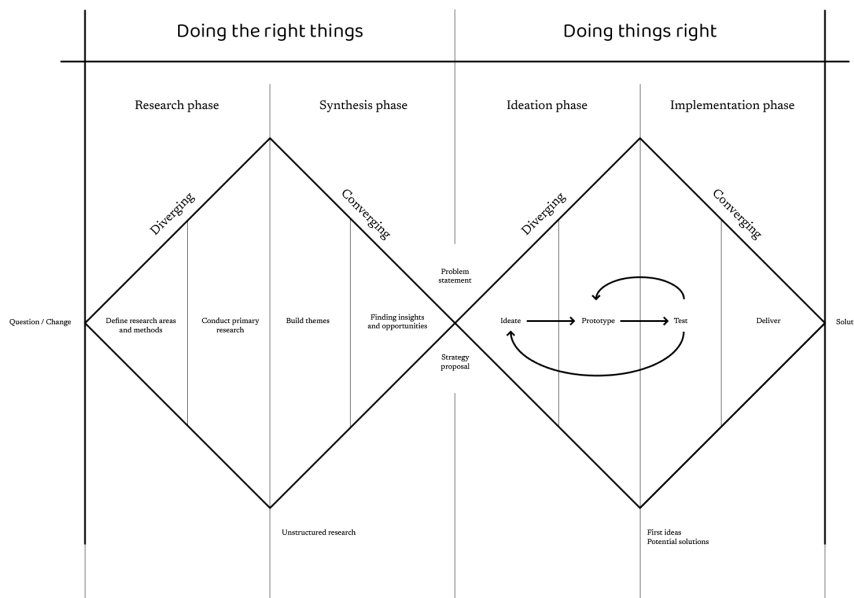 Doing the right things
Doing things right
Research phase
Synthesis phase
Ideation phase
Implementation phase
Diverging
Converging
Diverging
Converging
Problem
statement
Question / Change
Define research areas
and methods
Conduct primary
research
Build themes
Finding insights
and opportunities
Ideate
Prototype
Test
Deliver
Solut
Strategy
proposal
Unstructured research
First ideas
Potential solutions